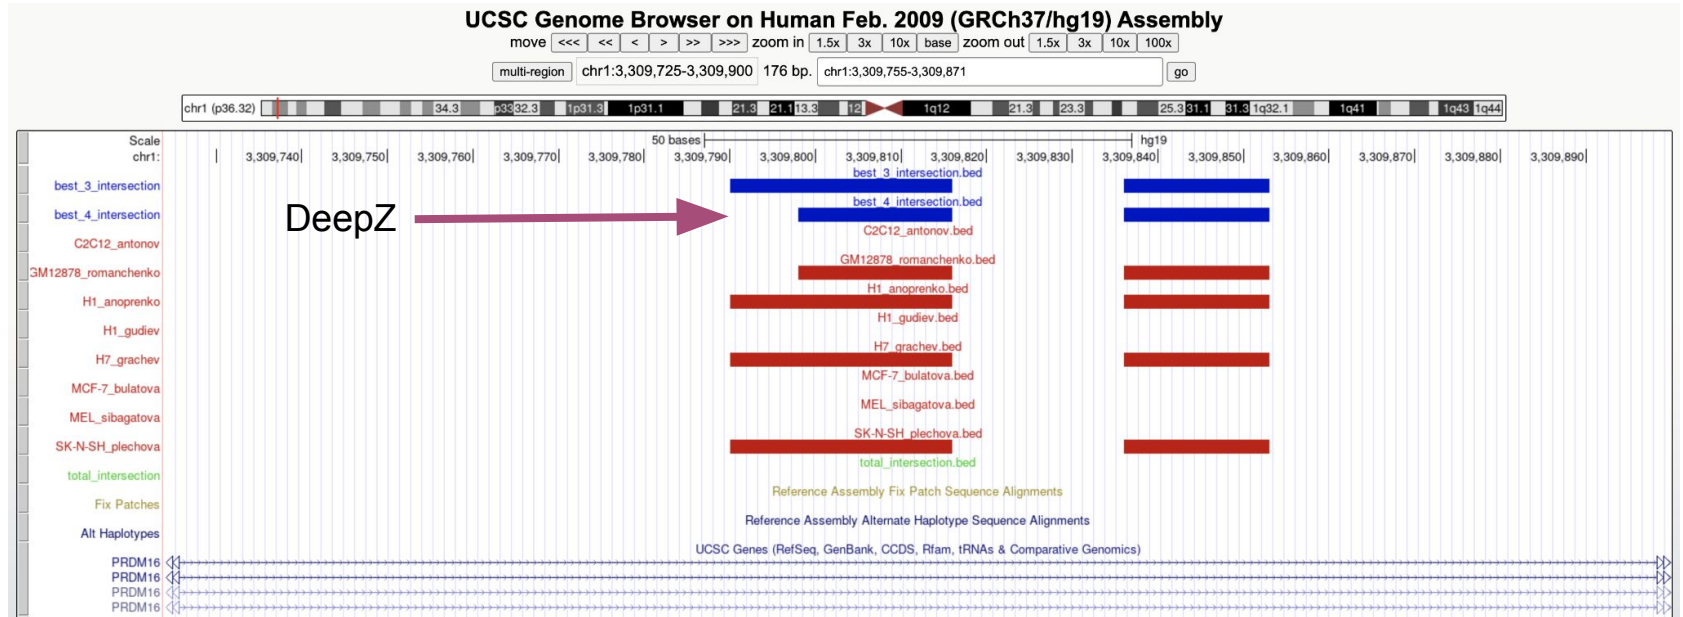 UCSC Genome Browser on Human Feb. 2009 (GRCh37/hg19) Assembly
move <<< << < > >> >>> zoom in 1.5x 3x 10x base zoom out 1.5x 3x 10x 100x
multi-region chr1:3,309,725-3,309,900 176 bp. chr1:3,309,755-3,309,871 go
chr1 (p36.32) 34.3 p33 32.3 1p31.3 1p31.1 21.3 21.1 13.3 12 1q12 21.3 23.3 25.3 31.1 31.3 1q32.1 1q41 1q43 1q44
Scale 50 bases hg19
chr1: 3,309,740 3,309,750 3,309,760 3,309,770 3,309,780 3,309,790 3,309,800 3,309,810 3,309,820 3,309,830 3,309,840 3,309,850 3,309,860 3,309,870 3,309,880 3,309,890
best_3_intersection.bed
best_3_intersection
best_4_intersection.bed
best_4_intersection
DeepZ
C2C12_antonov.bed
C2C12_antonov
GM12878_romanchenko.bed
GM12878_romanchenko
H1_anoprenko.bed
H1_anoprenko
H1_gudiev.bed
H1_gudiev
H7_grachev.bed
H7_grachev
MCF-7_bulatova.bed
MCF-7_bulatova
MEL_sibagatova.bed
MEL_sibagatova
SK-N-SH_plechova.bed
SK-N-SH_plechova
total_intersection.bed
total_intersection
Reference Assembly Fix Patch Sequence Alignments
Fix Patches
Reference Assembly Alternate Haplotype Sequence Alignments
Alt Haplotypes
UCSC Genes (RefSeq, GenBank, CCDS, Rfam, tRNAs & Comparative Genomics)
PRDM16
PRDM16
PRDM16
PRDM16